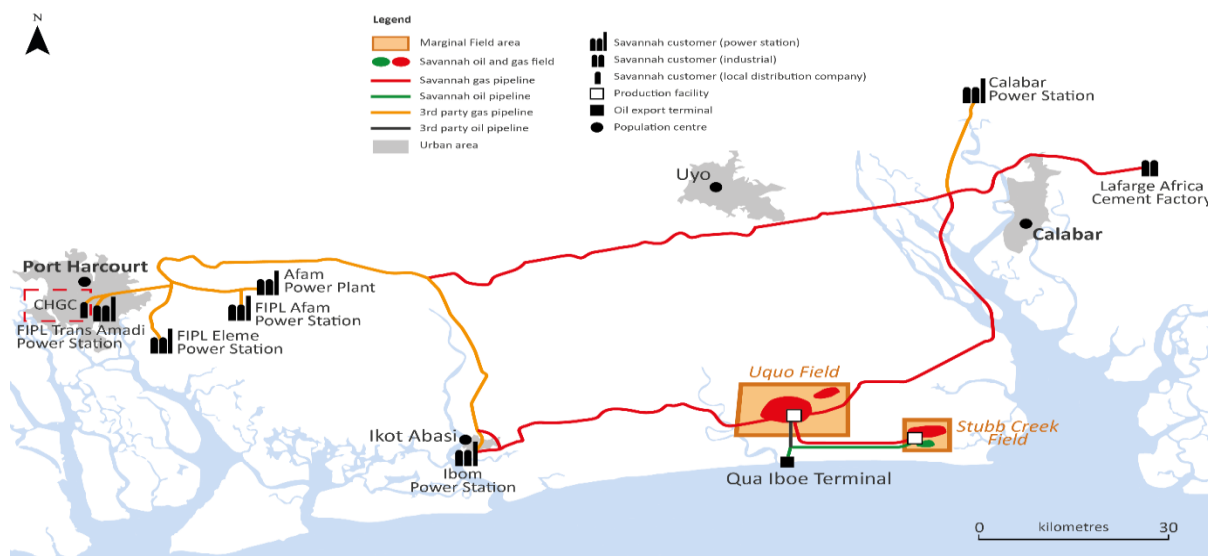 N
Legend
Marginal Field area
Savannah oil and gas field
Savannah gas pipeline
Savannah oil pipeline
3rd party gas pipeline
3rd party oil pipeline
Urban area
Savannah customer (power station)
Savannah customer (industrial)
Savannah customer (local distribution company)
Production facility
Oil export terminal
Population centre
Calabar
Power Station
Uyo
Lafarge Africa
Cement Factory
Calabar
Port Harcourt
CHGC
FIPL Trans Amadi
Power Station
Afam
Power Plant
FIPL Afam
Power Station
FIPL Eleme
Power Station
Uquo Field
Stubb Creek
Field
Ikot Abasi
Ibom
Power Station
Qua Iboe Terminal
0 kilometres 30